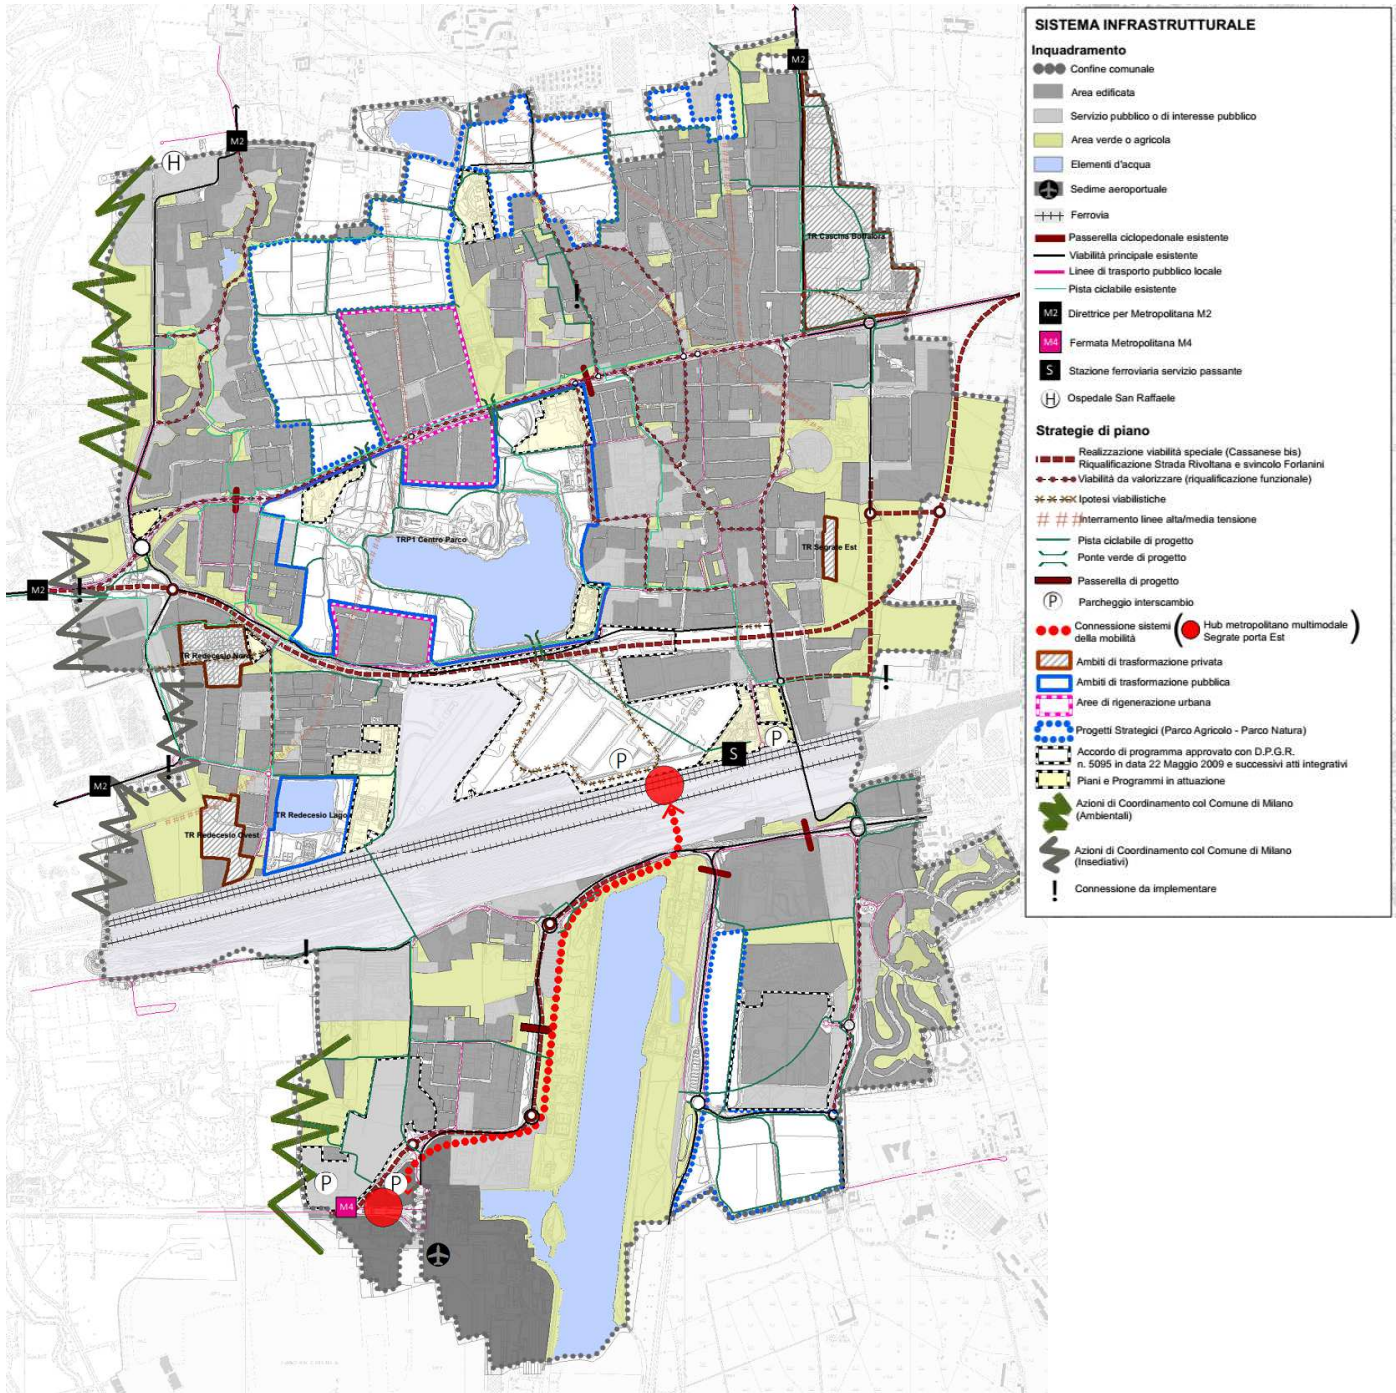 M2
M2
H
TR Cascina Boffalora
TRP1 Centro Parco
TR Segrate Est
M2
TR Redecesio Nord
P
S
P
M2
TR Redecesio Lago
TR Redecesio Ovest
P
P
M4
SISTEMA INFRASTRUTTURALE
Inquadramento
Confine comunale
Area edificata
Servizio pubblico o di interesse pubblico
Area verde o agricola
Elementi d'acqua
Sedime aeroportuale
Ferrovia
Passerella ciclopedonale esistente
Viabilità principale esistente
Linee di trasporto pubblico locale
Pista ciclabile esistente
M2 Direttrice per Metropolitana M2
M4 Fermata Metropolitana M4
S Stazione ferroviaria servizio passante
H Ospedale San Raffaele
Strategie di piano
Realizzazione viabilità speciale (Cassanese bis)
Riqualificazione Strada Rivoltana e svincolo Forlanini
Viabilità da valorizzare (riqualificazione funzionale)
Ipotesi viabilistiche
Interramento linee alta/media tensione
Pista ciclabile di progetto
Ponte verde di progetto
Passerella di progetto
P Parcheggio interscambio
Connessione sistemi
della mobilità
( Hub metropolitano multimodale )
Segrate porta Est
Ambiti di trasformazione privata
Ambiti di trasformazione pubblica
Aree di rigenerazione urbana
Progetti Strategici (Parco Agricolo - Parco Natura)
Accordo di programma approvato con D.P.G.R.
n. 5095 in data 22 Maggio 2009 e successivi atti integrativi
Piani e Programmi in attuazione
Azioni di Coordinamento col Comune di Milano
(Ambientali)
Azioni di Coordinamento col Comune di Milano
(Insediativi)
! Connessione da implementare